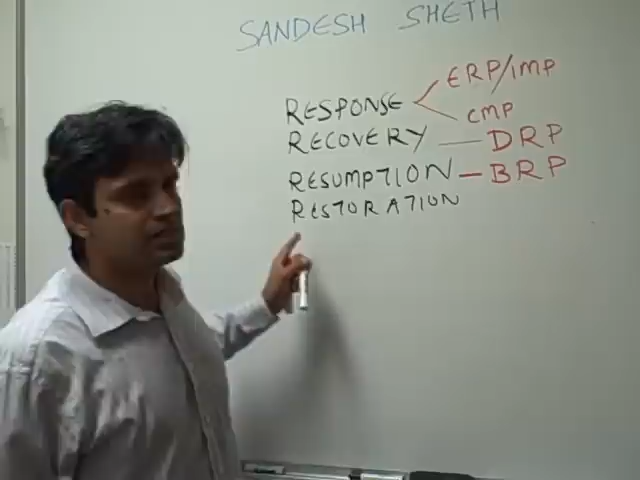 SANDESH SHETH
RESPONSE ERP/IMP
CMP
RECOVERY — DRP
RESUMPTION — BRP
RESTORATION